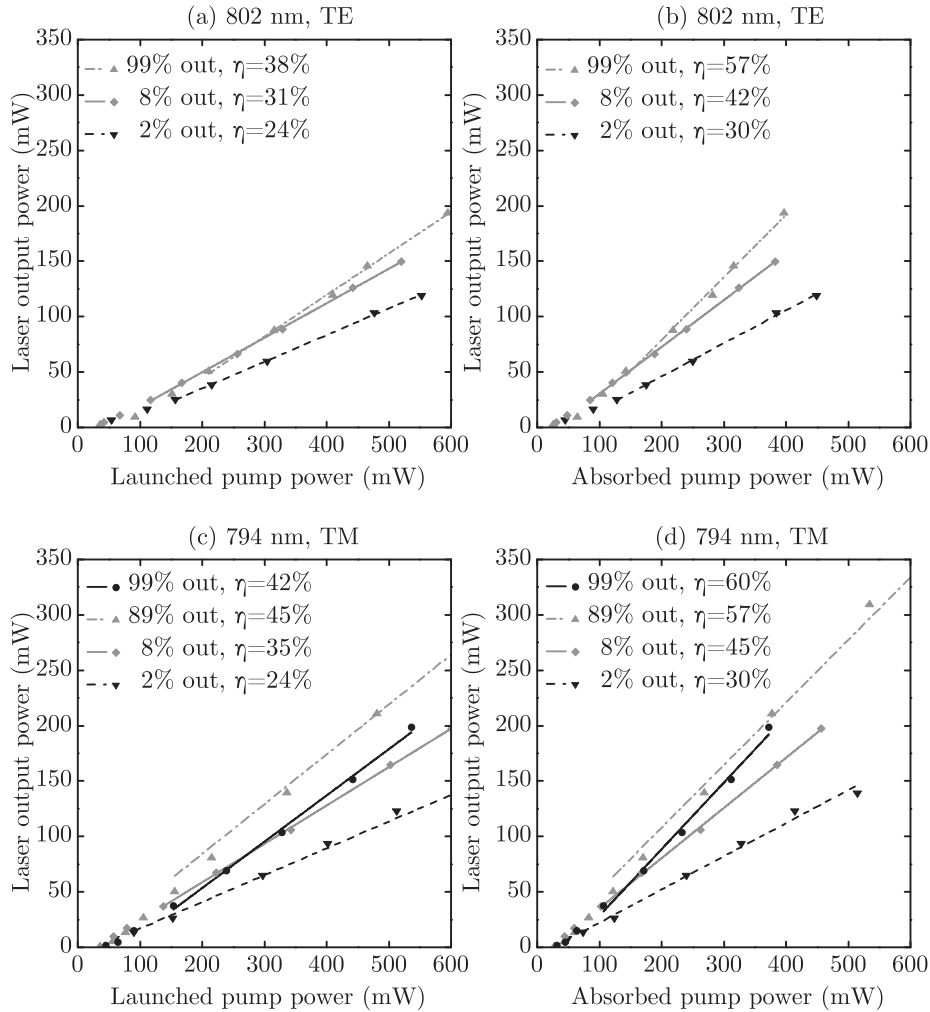 (a) 802 nm, TE
99% out, η=38%
8% out, η=31%
2% out, η=24%
Laser output power (mW)
350
300
250
200
150
100
50
0
0 100 200 300 400 500 600
Launched pump power (mW)
(b) 802 nm, TE
99% out, η=57%
8% out, η=42%
2% out, η=30%
Laser output power (mW)
350
300
250
200
150
100
50
0
0 100 200 300 400 500 600
Absorbed pump power (mW)
(c) 794 nm, TM
99% out, η=42%
89% out, η=45%
8% out, η=35%
2% out, η=24%
Laser output power (mW)
350
300
250
200
150
100
50
0
0 100 200 300 400 500 600
Launched pump power (mW)
(d) 794 nm, TM
99% out, η=60%
89% out, η=57%
8% out, η=45%
2% out, η=30%
Laser output power (mW)
350
300
250
200
150
100
50
0
0 100 200 300 400 500 600
Absorbed pump power (mW)